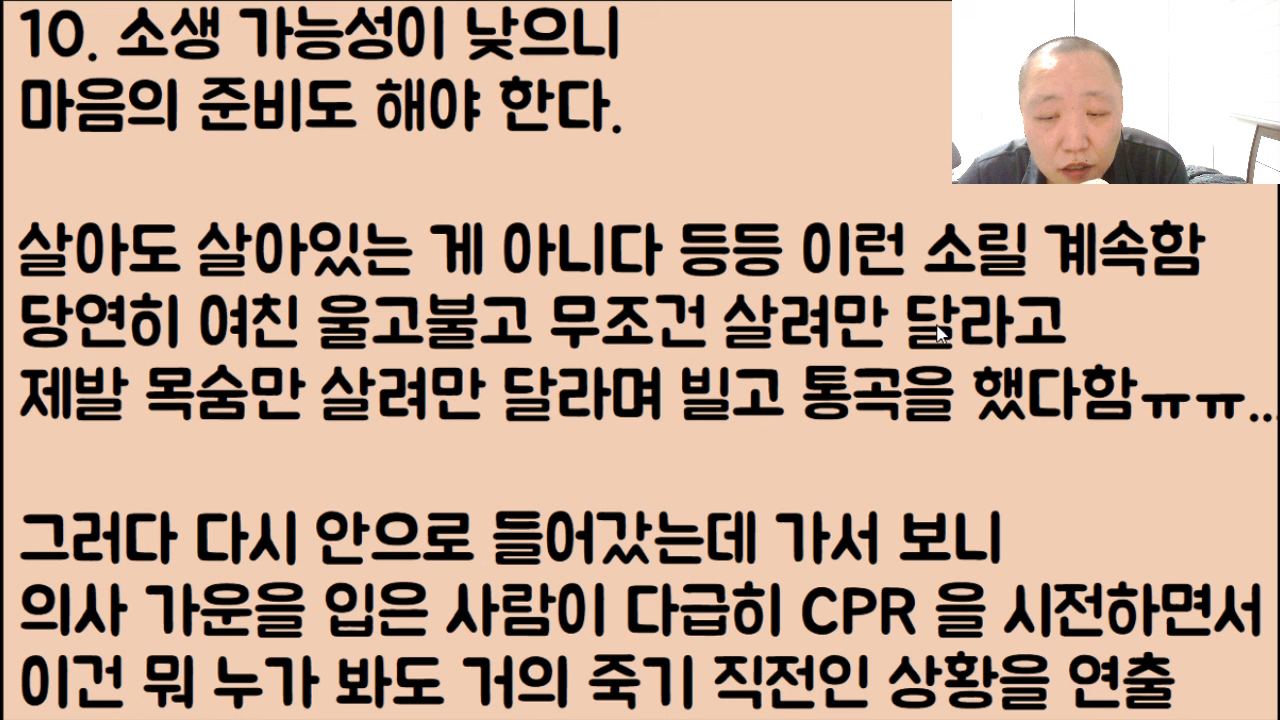 10. 소생 가능성이 낮으니
마음의 준비도 해야 한다.
살아도 살아있는 게 아니다 등등 이런 소릴 계속함
당연히 여친 울고불고 무조건 살려만 달라고
제발 목숨만 살려만 달라며 빌고 통곡을 했다함ㅠㅠ...
그러다 다시 안으로 들어갔는데 가서 보니
의사 가운을 입은 사람이 다급히 CPR 을 시전하면서
이건 뭐 누가 봐도 거의 죽기 직전인 상황을 연출